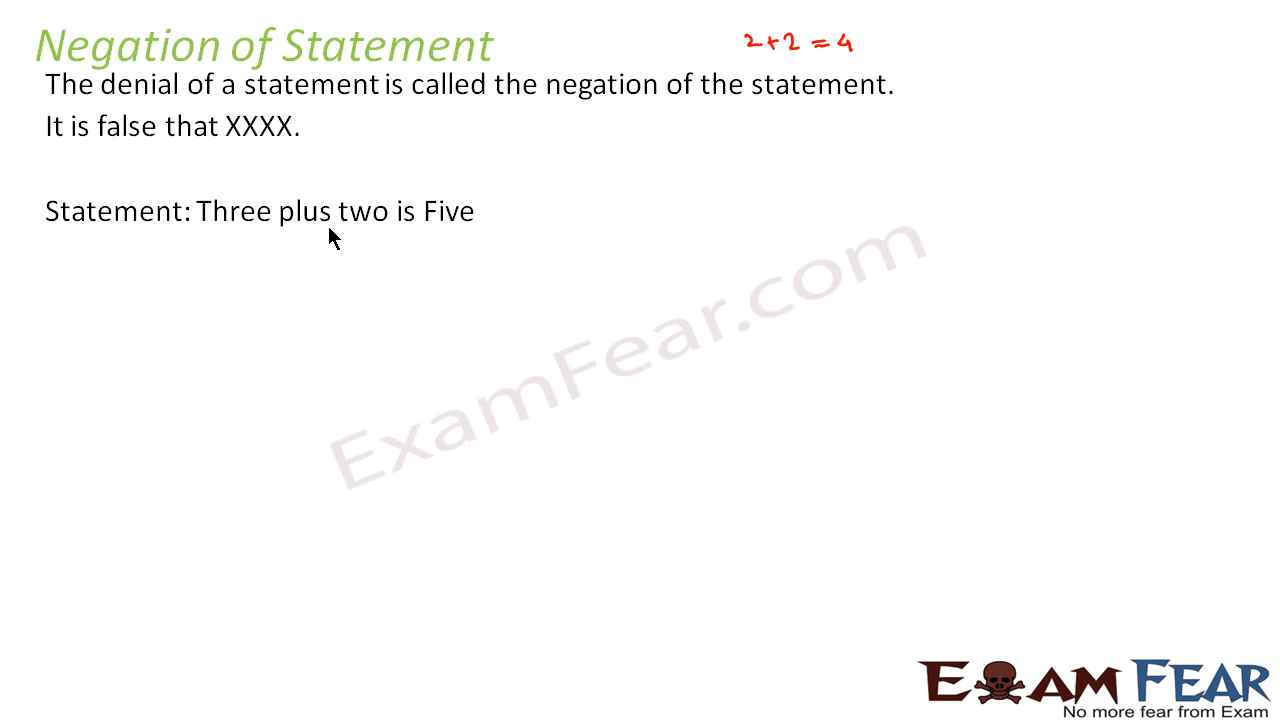 Negation of Statement
2+2 = 4
The denial of a statement is called the negation of the statement.
It is false that XXXX.
Statement: Three plus two is Five
ExamFear.com
EXAM FEAR
No more fear from Exam